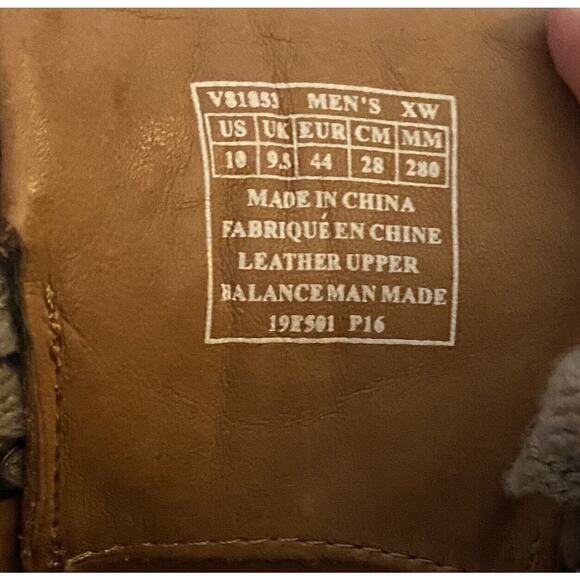 V81853 MEN'S XW
US UK EUR CM MM
10 9.5 44 28 280
MADE IN CHINA
FABRIQUÉ EN CHINE
LEATHER UPPER
BALANCE MAN MADE
19F501 P16